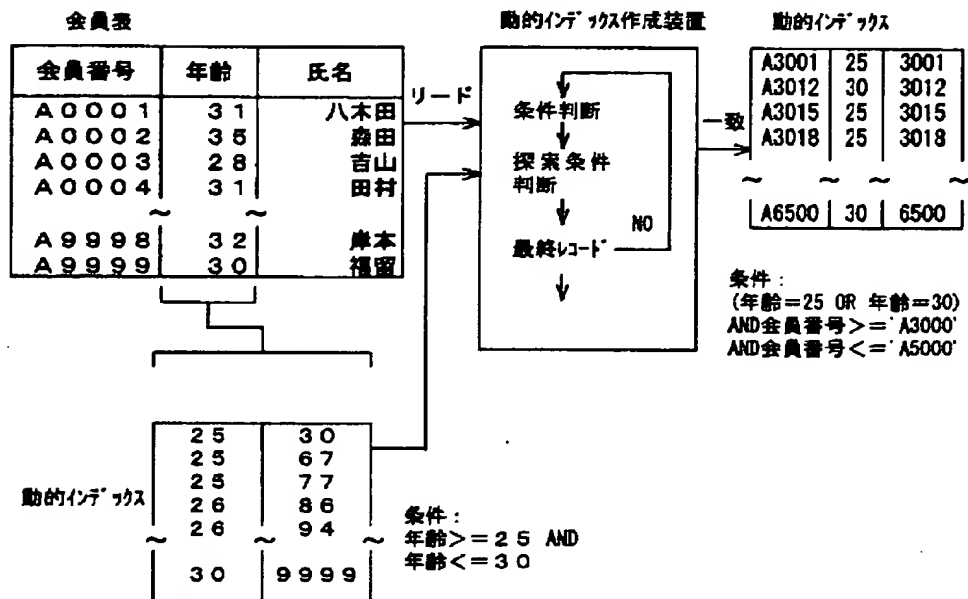 会員表
会員番号 年齢 氏名
A0001 31 八木田
A0002 35 森田
A0003 28 吉山
A0004 31 田村
～ ～
A9998 32 岸本
A9999 30 福留
リード
動的インデックス作成装置
条件判断
探索条件
判断
最終レコード
NO
一致
動的インデックス
A3001 25 3001
A3012 30 3012
A3015 25 3015
A3018 25 3018
～ ～ ～ ～
A6500 30 6500
条件：
(年齢＝25 OR 年齢＝30)
AND会員番号＞＝'A3000'
AND会員番号＜＝'A5000'
動的インデックス
25 30
25 67
25 77
26 86
26 94
～ ～ ～
30 9999
条件：
年齢＞＝25 AND
年齢＜＝30